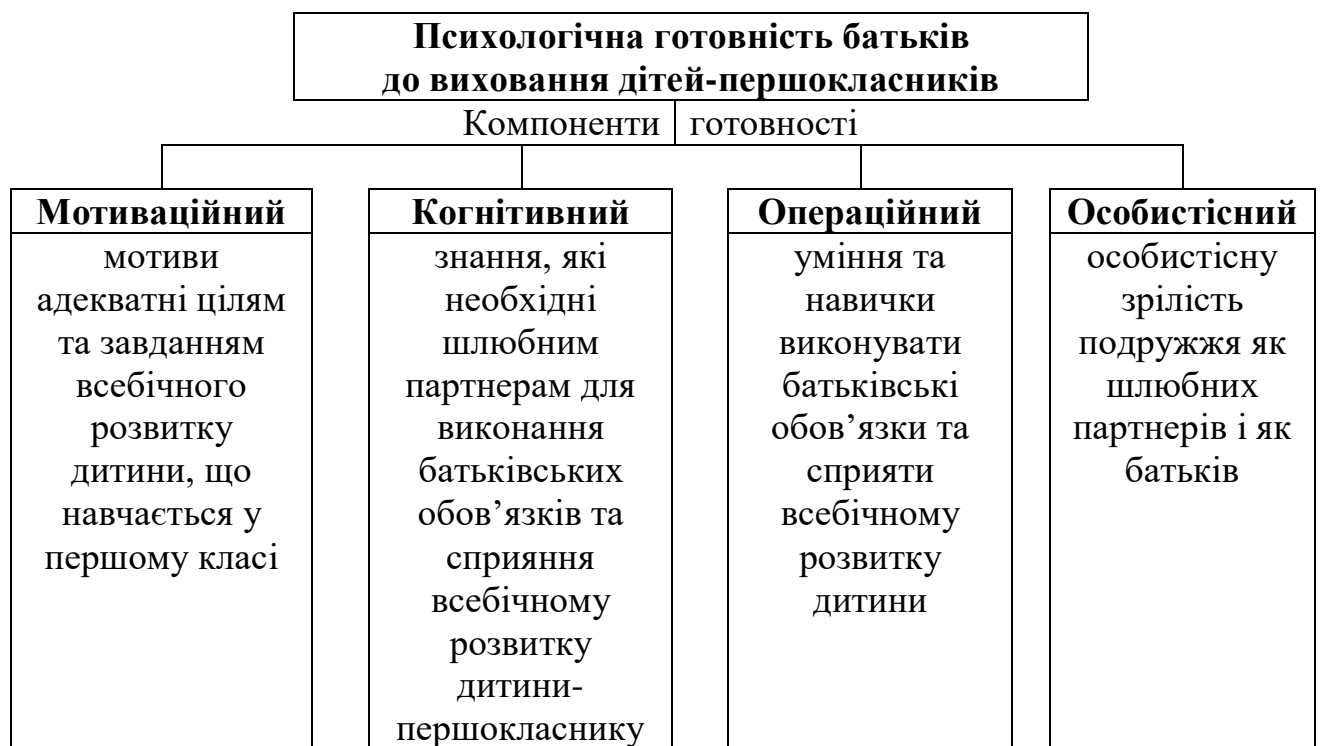 Психологічна готовність батьків
до виховання дітей-першокласників
Компоненти готовності
Мотиваційний
мотиви
адекватні цілям
та завданням
всебічного
розвитку
дитини, що
навчається у
першому класі
Когнітивний
знання, які
необхідні
шлюбним
партнерам для
виконання
батьківських
обов’язків та
сприяння
всебічному
розвитку
дитини-
першокласнику
Операційний
уміння та
навички
виконувати
батьківські
обов’язки та
сприяти
всебічному
розвитку
дитини
Особистісний
особистісну
зрілість
подружжя як
шлюбних
партнерів і як
батьків